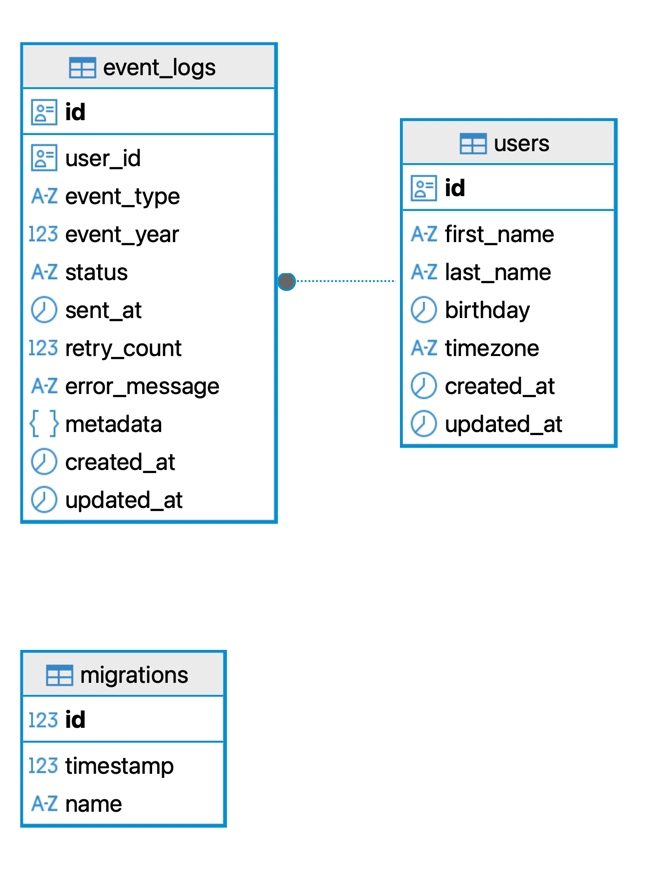 event_logs
id
user_id
A-Z event_type
123 event_year
A-Z status
sent_at
123 retry_count
A-Z error_message
{ } metadata
created_at
updated_at
users
id
A-Z first_name
A-Z last_name
birthday
A-Z timezone
created_at
updated_at
migrations
123 id
123 timestamp
A-Z name